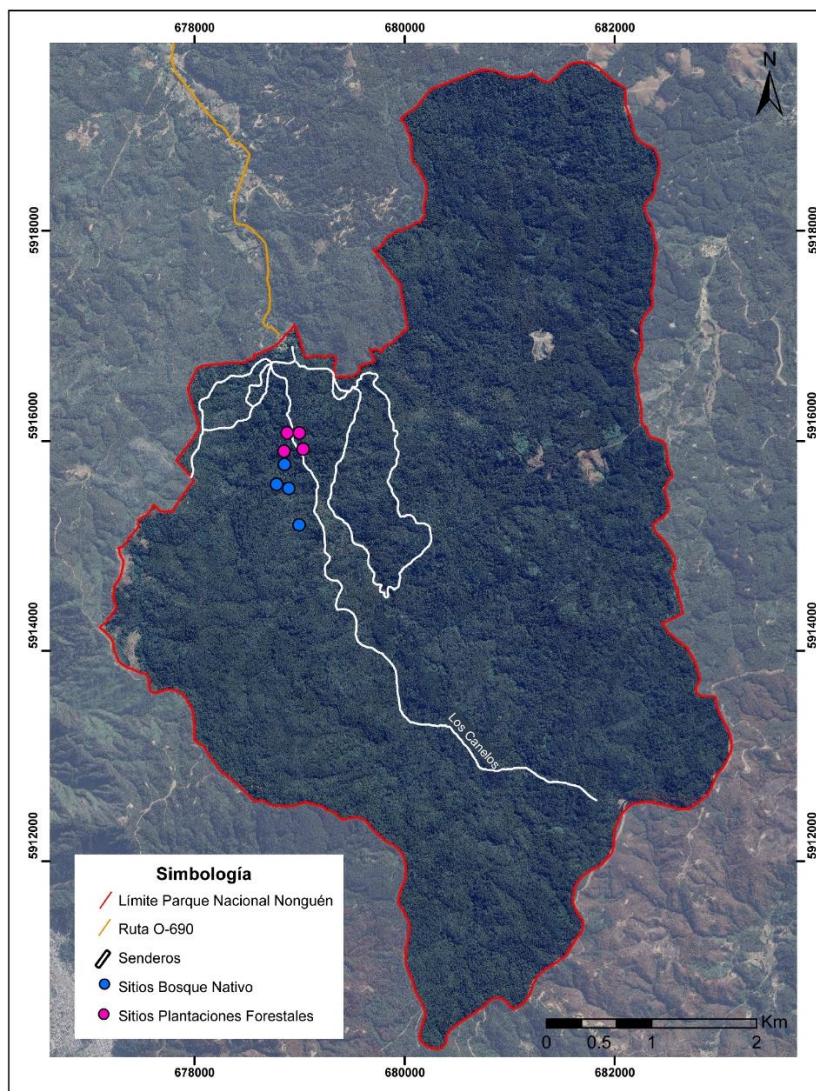 678000 680000 682000
N
5918000 5918000
5916000 5916000
5914000 5914000
Los Canelos
5912000 5912000
Simbología
Límite Parque Nacional Nonguén
Ruta O-690
Senderos
Sitios Bosque Nativo
Sitios Plantaciones Forestales
Km
0 0.5 1 2
678000 680000 682000